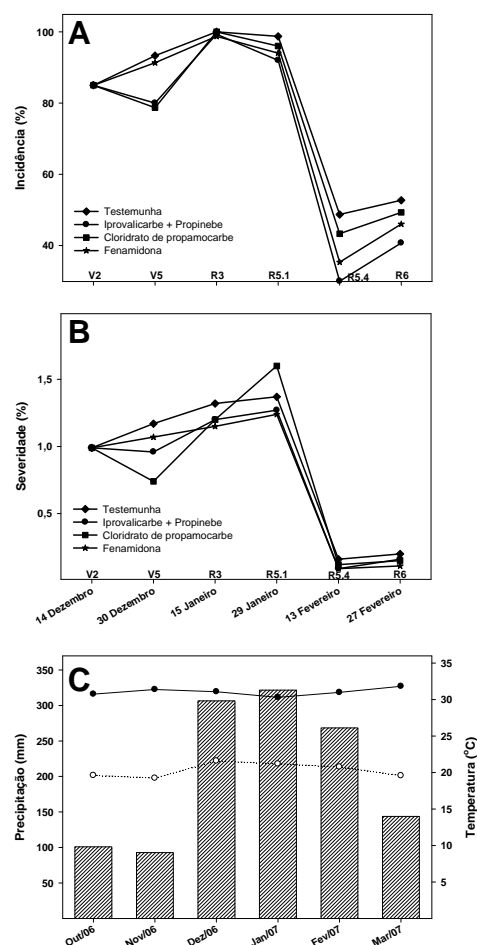 A
100
80
60
40
Incidência (%)
Testemunha
Iprovalicarbe + Propinebe
Cloridrato de propamocarbe
Fenamidona
V2 V5 R3 R5.1 R5.4 R6
B
1,5
1,0
0,5
Severidade (%)
Testemunha
Iprovalicarbe + Propinebe
Cloridrato de propamocarbe
Fenamidona
V2 V5 R3 R5.1 R5.4 R6
14 Dezembro 30 Dezembro 15 Janeiro 29 Janeiro 13 Fevereiro 27 Fevereiro
C
350
300
250
200
150
100
50
Precipitação (mm)
35
30
25
20
15
10
5
Temperatura (°C)
Out/06 Nov/06 Dez/06 Jan/07 Fev/07 Mar/07